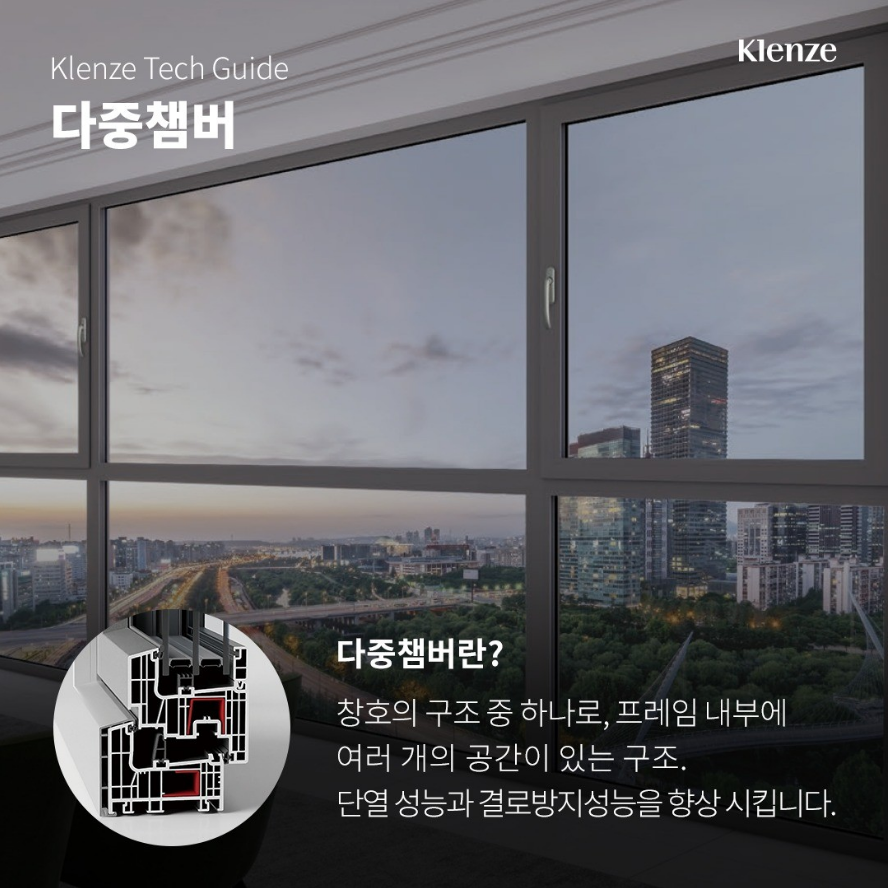 Klenze
Klenze Tech Guide
다중챔버
다중챔버란?
창호의 구조 중 하나로, 프레임 내부에
여러 개의 공간이 있는 구조.
단열 성능과 결로방지성능을 향상 시킵니다.